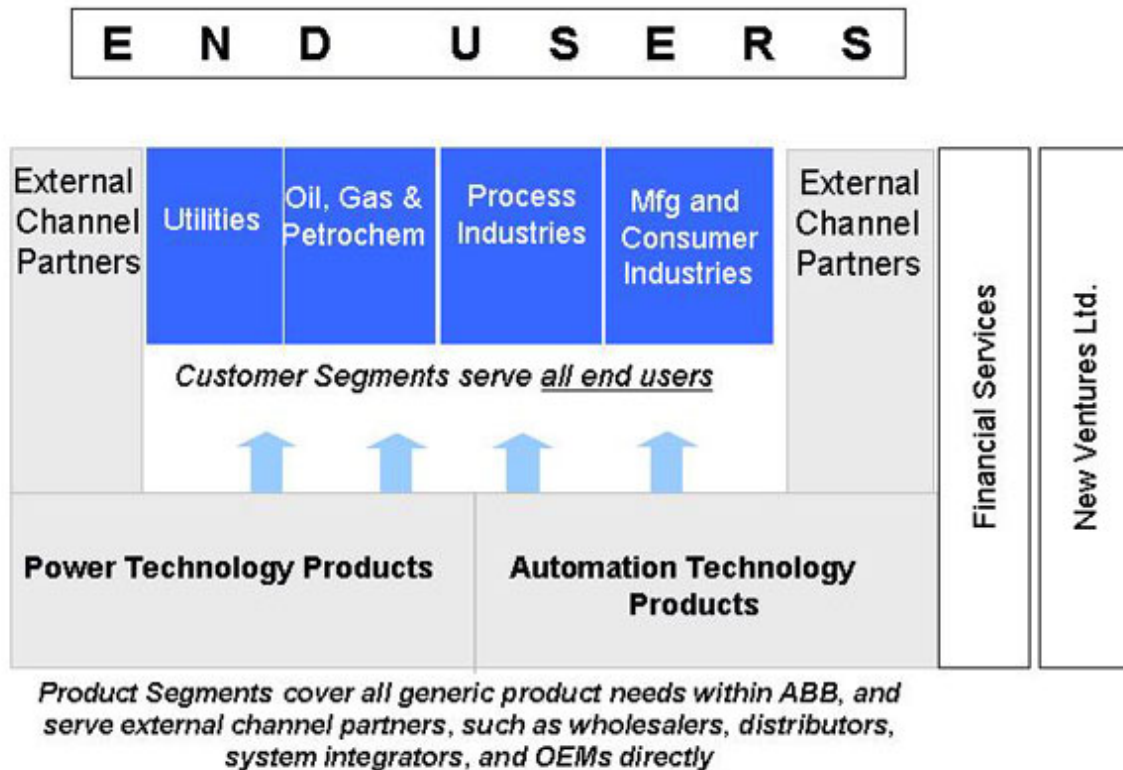 END USERS
External
Channel
Partners
Utilities
Oil, Gas &
Petrochem
Process
Industries
Mfg and
Consumer
Industries
External
Channel
Partners
Financial Services
New Ventures Ltd.
Customer Segments serve all end users
Power Technology Products
Automation Technology
Products
Product Segments cover all generic product needs within ABB, and
serve external channel partners, such as wholesalers, distributors,
system integrators, and OEMs directly